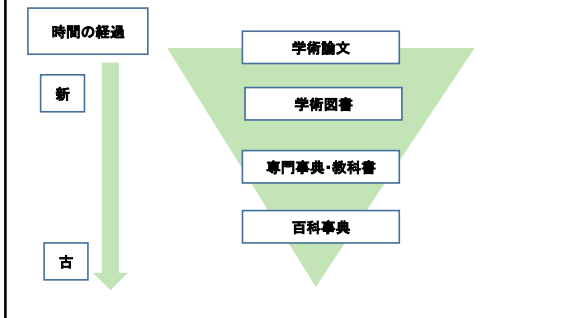 時間の経過
学術論文
新
学術図書
専門事典・教科書
百科事典
古